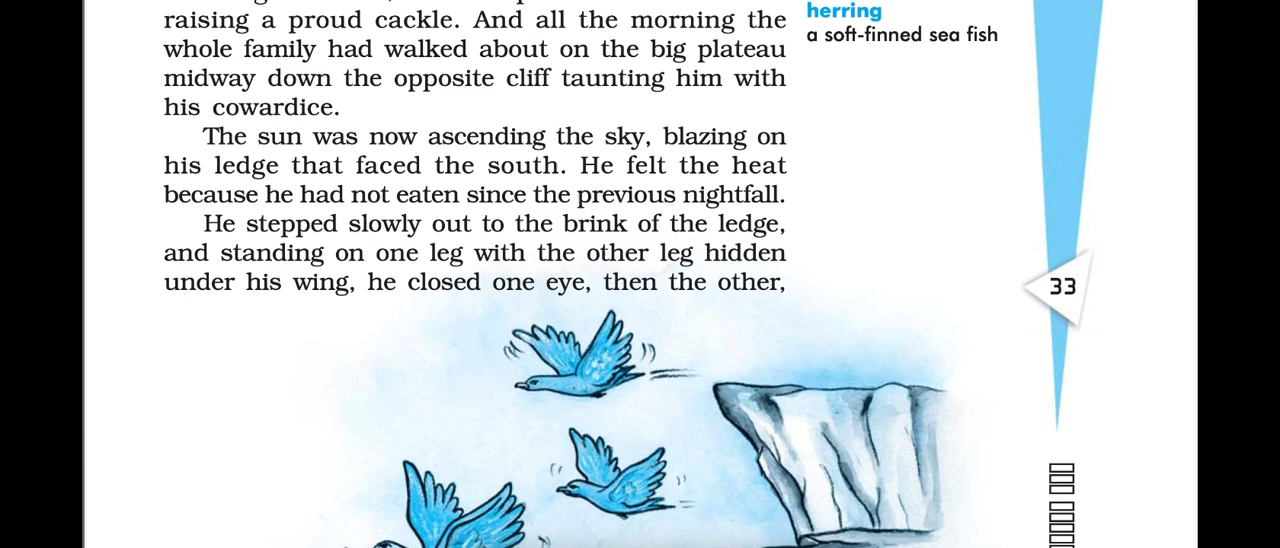 raising a proud cackle. And all the morning the
whole family had walked about on the big plateau
midway down the opposite cliff taunting him with
his cowardice.
The sun was now ascending the sky, blazing on
his ledge that faced the south. He felt the heat
because he had not eaten since the previous nightfall.
He stepped slowly out to the brink of the ledge,
and standing on one leg with the other leg hidden
under his wing, he closed one eye, then the other,
herring
a soft-finned sea fish
33